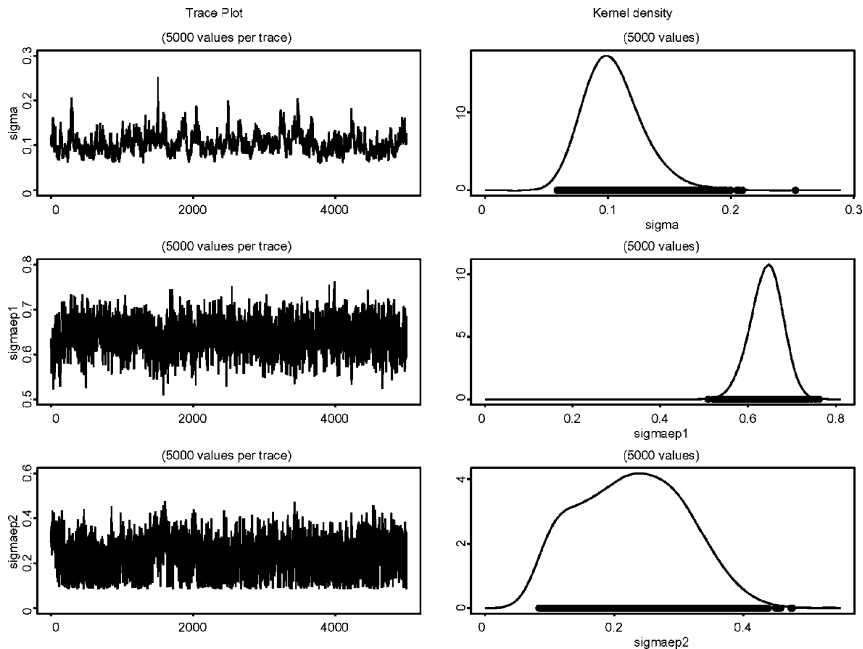 Trace Plot
Kernel density
(5000 values per trace)
(5000 values)
sigma
0 0.1 0.2 0.3
0 2000 4000
0 10
0 0.1 0.2 0.3
sigma
(5000 values per trace)
(5000 values)
sigmaep1
0.5 0.6 0.7 0.8
0 2000 4000
0 5 10
0 0.2 0.4 0.6 0.8
sigmaep1
(5000 values per trace)
(5000 values)
sigmaep2
0 0.2 0.4 0.6
0 2000 4000
0 2 4
0 0.2 0.4
sigmaep2